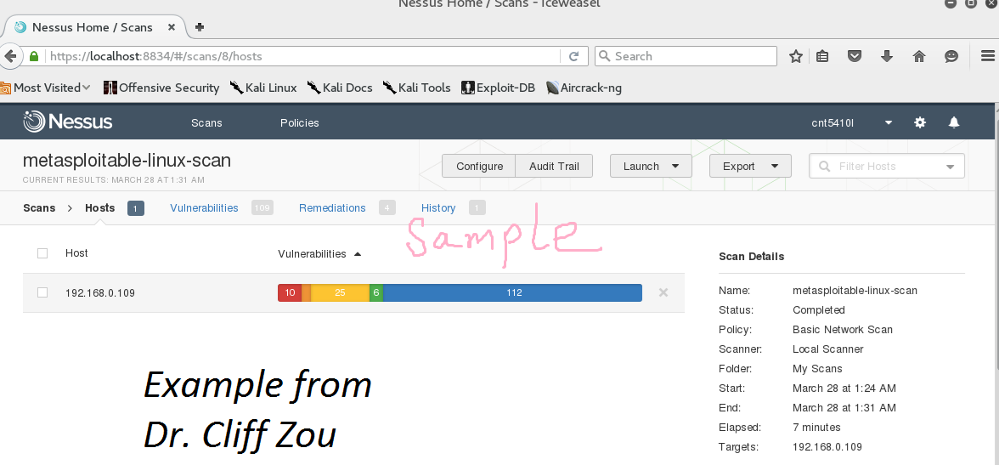 Nessus Home / Scans - Iceweasel
Nessus Home / Scans
https://localhost:8834/#/scans/8/hosts
Search
Most Visited Offensive Security Kali Linux Kali Docs Kali Tools Exploit-DB Aircrack-ng
Nessus Scans Policies cnt5410l
metasploitable-linux-scan
CURRENT RESULTS: MARCH 28 AT 1:31 AM
Configure Audit Trail Launch Export Filter Hosts
Scans > Hosts 1 Vulnerabilities 109 Remediations 4 History 1
Sample
Host Vulnerabilities
192.168.0.109 10 25 6 112
Example from
Dr. Cliff Zou
Scan Details
Name: metasploitable-linux-scan
Status: Completed
Policy: Basic Network Scan
Scanner: Local Scanner
Folder: My Scans
Start: March 28 at 1:24 AM
End: March 28 at 1:31 AM
Elapsed: 7 minutes
Targets: 192.168.0.109